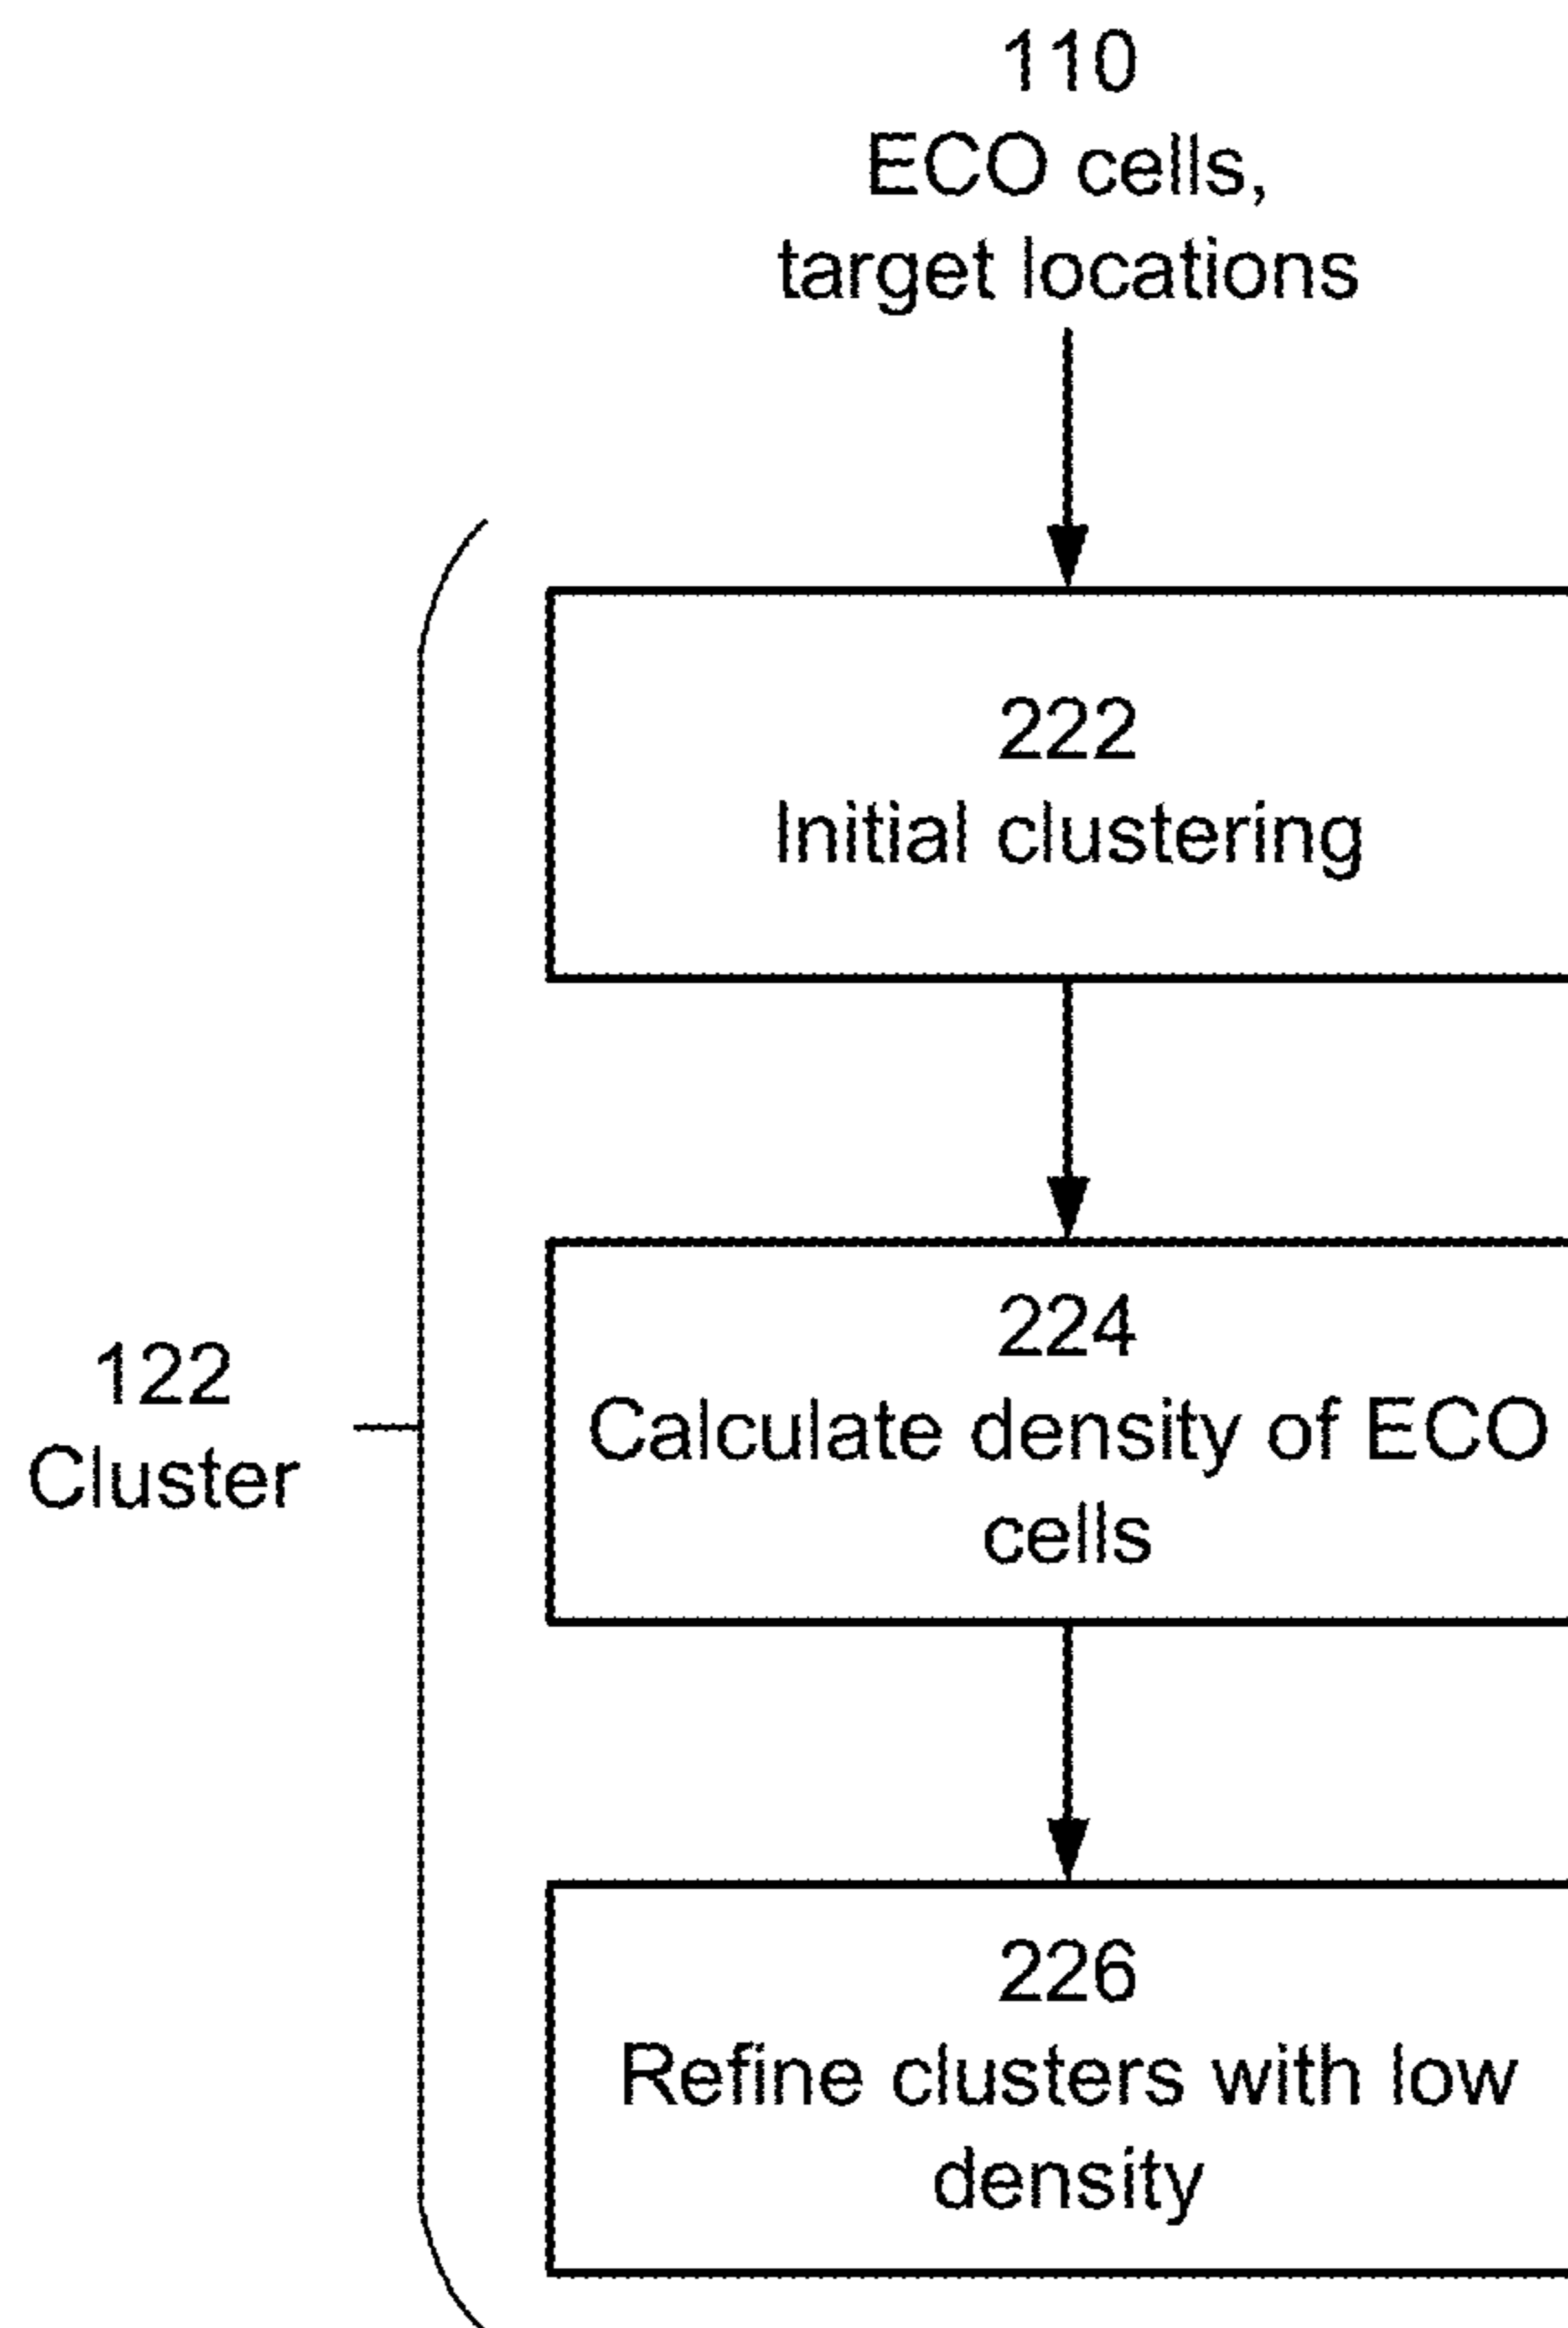 110
ECO cells,
target locations
222
Initial clustering
122
Cluster
224
Calculate density of ECO
cells
226
Refine clusters with low
density